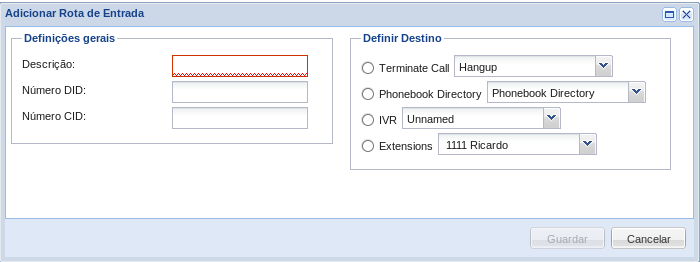 Adicionar Rota de Entrada
Definições gerais
Descrição:
Número DID:
Número CID:
Definir Destino
Terminate Call Hangup
Phonebook Directory Phonebook Directory
IVR Unnamed
Extensions 1111 Ricardo
Guardar Cancelar